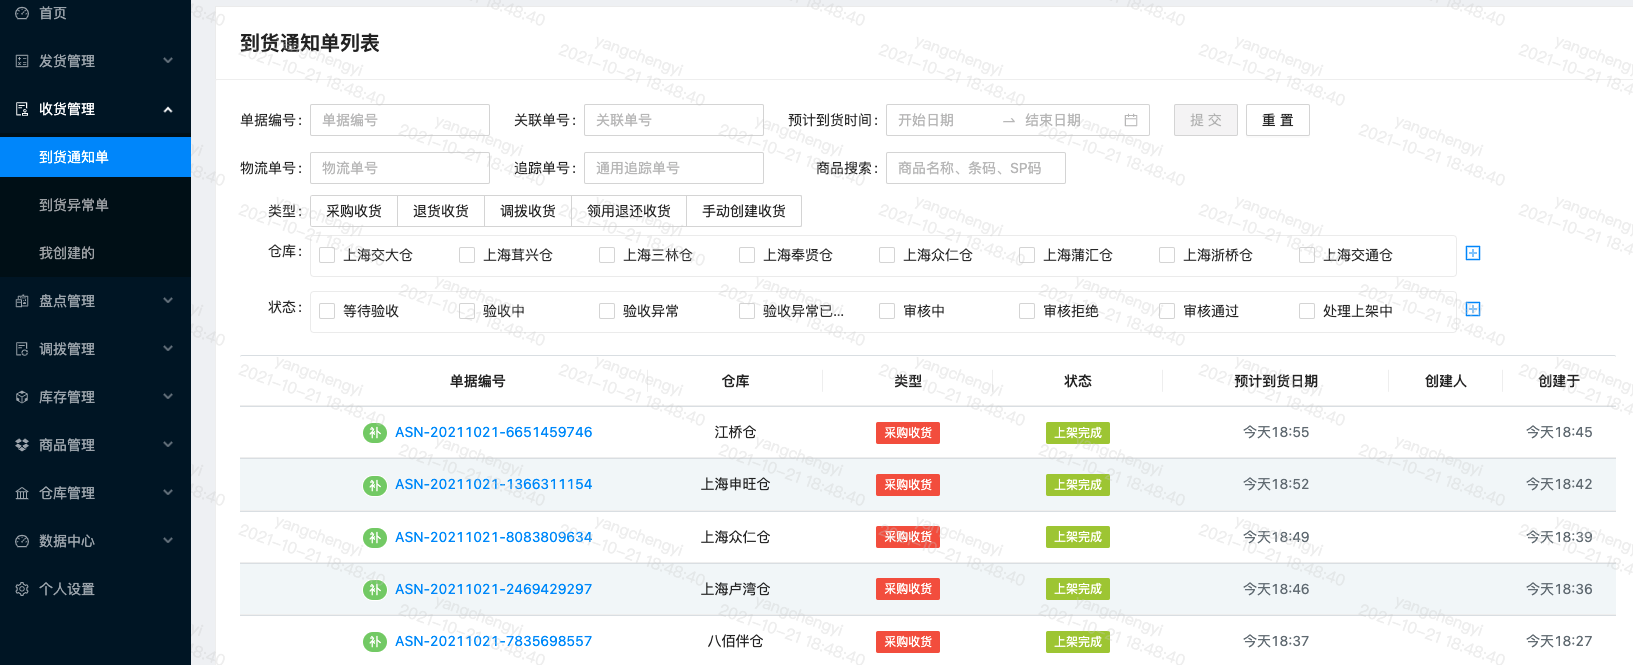 首页
发货管理
收货管理
到货通知单
到货异常单
我创建的
盘点管理
调拨管理
库存管理
商品管理
仓库管理
数据中心
个人设置
到货通知单列表
单据编号: 单据编号 关联单号: 关联单号 预计到货时间: 开始日期 → 结束日期 提 交 重 置
物流单号: 物流单号 追踪单号: 通用追踪单号 商品搜索: 商品名称、条码、SP码
类型: 采购收货 退货收货 调拨收货 领用退还收货 手动创建收货
仓库: 上海交大仓 上海茸兴仓 上海三林仓 上海奉贤仓 上海众仁仓 上海蒲汇仓 上海浙桥仓 上海交通仓
状态: 等待验收 验收中 验收异常 验收异常已... 审核中 审核拒绝 审核通过 处理上架中
单据编号 仓库 类型 状态 预计到货日期 创建人 创建于
补 ASN-20211021-6651459746 江桥仓 采购收货 上架完成 今天18:55 今天18:45
补 ASN-20211021-1366311154 上海申旺仓 采购收货 上架完成 今天18:52 今天18:42
补 ASN-20211021-8083809634 上海众仁仓 采购收货 上架完成 今天18:49 今天18:39
补 ASN-20211021-2469429297 上海卢湾仓 采购收货 上架完成 今天18:46 今天18:36
补 ASN-20211021-7835698557 八佰伴仓 采购收货 上架完成 今天18:37 今天18:27
yangchengyi
2021-10-21 18:48:40